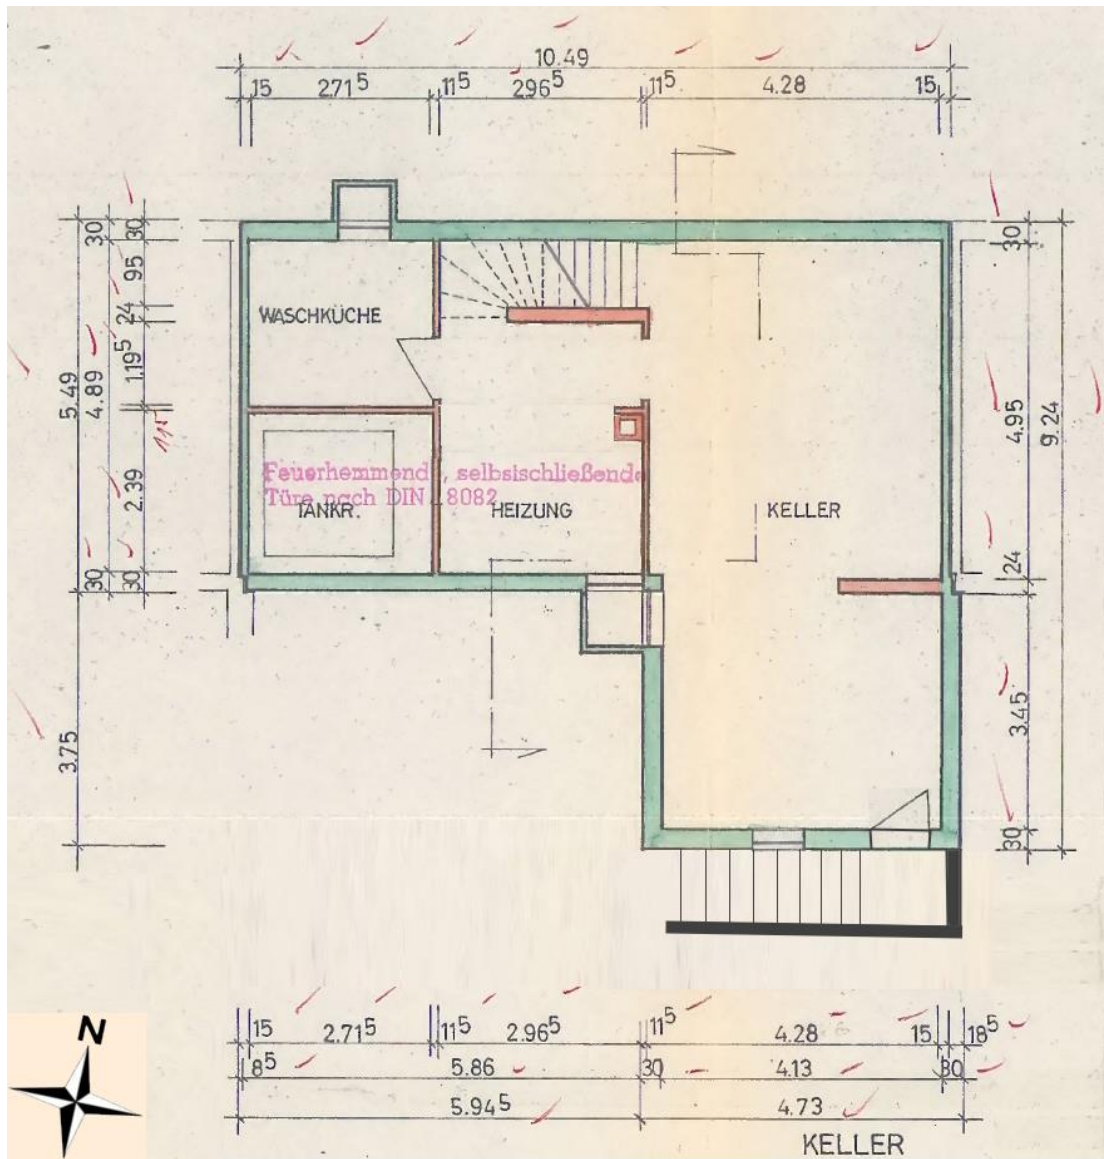 10.49
15 2.71⁵ 11⁵ 2.96⁵ 11⁵ 4.28 15
30 30 30
95
24
WASCHKÜCHE
1.19⁵
5.49 4.89
4.95 9.24
11⁵
Feuerhemmend , selbsischließende
Türe nach DIN 18082
2.39
TANKR. HEIZUNG KELLER
30 30 24
3.75 3.45
30
N
15 2.71⁵ 11⁵ 2.96⁵ 11⁵ 4.28 15 18⁵
8⁵ 5.86 30 4.13 30
5.94⁵ 4.73
KELLER